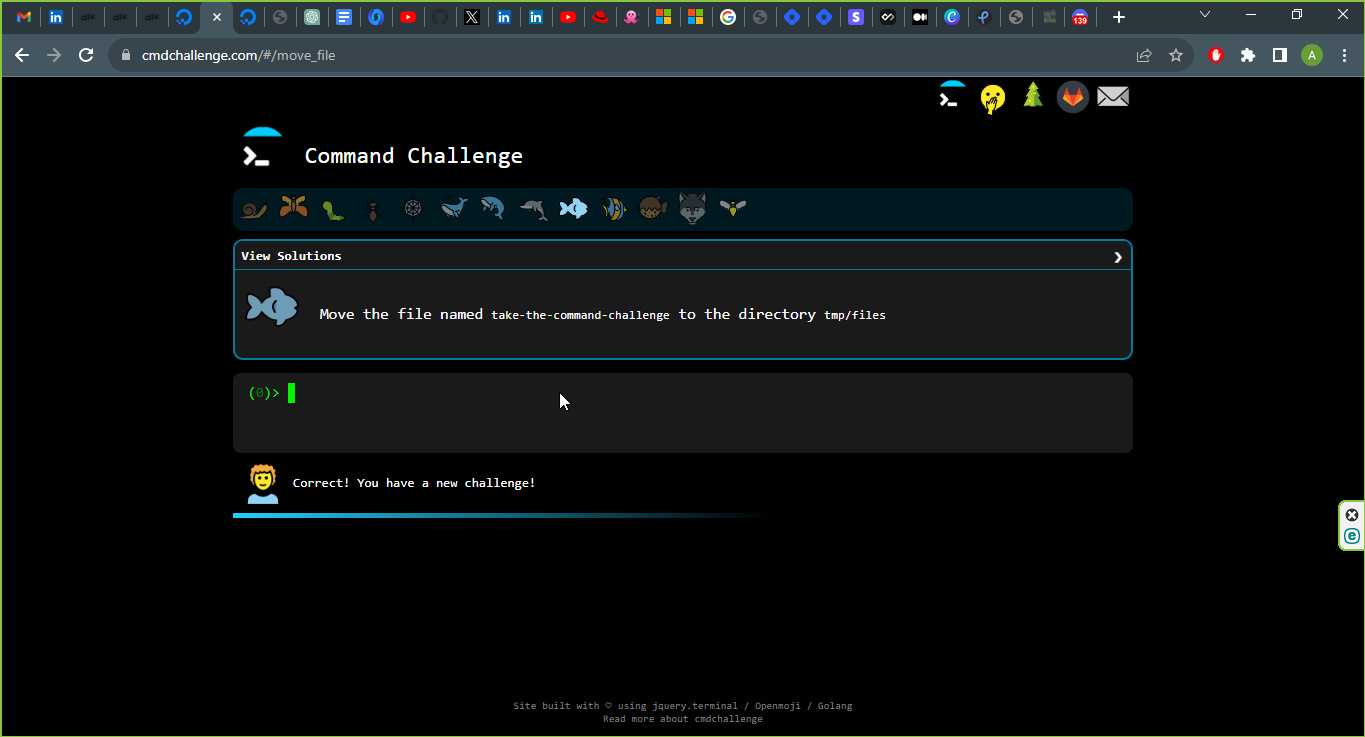 139
cmdchallenge.com/#/move_file
A
Command Challenge
View Solutions
Move the file named take-the-command-challenge to the directory tmp/files
(0)>
Correct! You have a new challenge!
Site built with ♡ using jquery.terminal / Openmoji / Golang
Read more about cmdchallenge